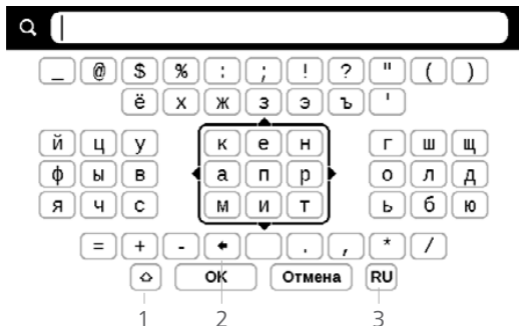 _ @ $ % : ; ! ? " ( )
ё х ж з э ъ '
й ц у к е н г ш щ
ф ы в а п р о л д
я ч с м и т ь б ю
= + - . , * /
OK Отмена RU
1 2 3